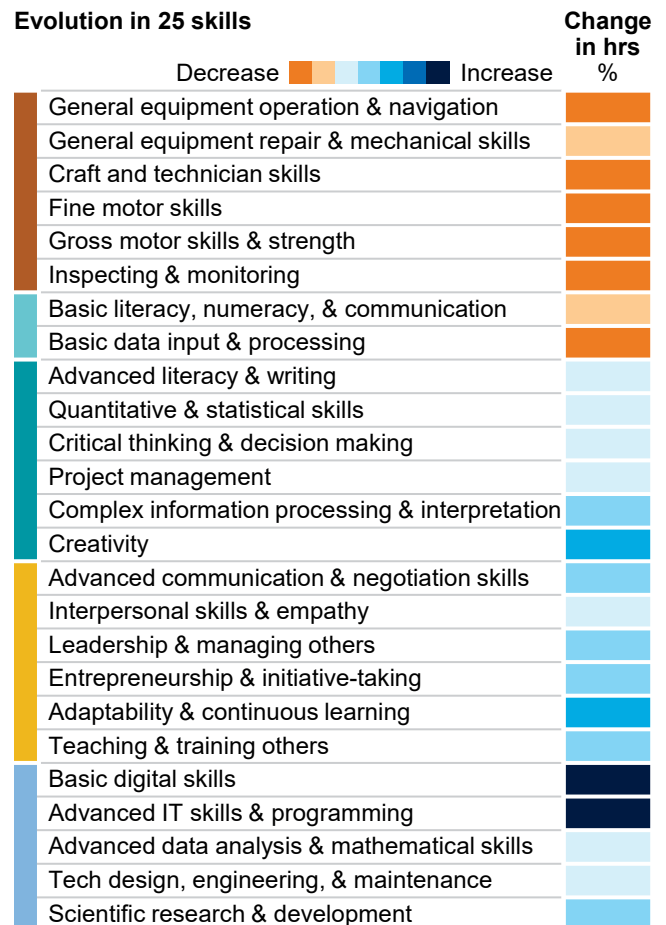 Evolution in 25 skills
Change
in hrs
%
Decrease Increase
General equipment operation & navigation
General equipment repair & mechanical skills
Craft and technician skills
Fine motor skills
Gross motor skills & strength
Inspecting & monitoring
Basic literacy, numeracy, & communication
Basic data input & processing
Advanced literacy & writing
Quantitative & statistical skills
Critical thinking & decision making
Project management
Complex information processing & interpretation
Creativity
Advanced communication & negotiation skills
Interpersonal skills & empathy
Leadership & managing others
Entrepreneurship & initiative-taking
Adaptability & continuous learning
Teaching & training others
Basic digital skills
Advanced IT skills & programming
Advanced data analysis & mathematical skills
Tech design, engineering, & maintenance
Scientific research & development